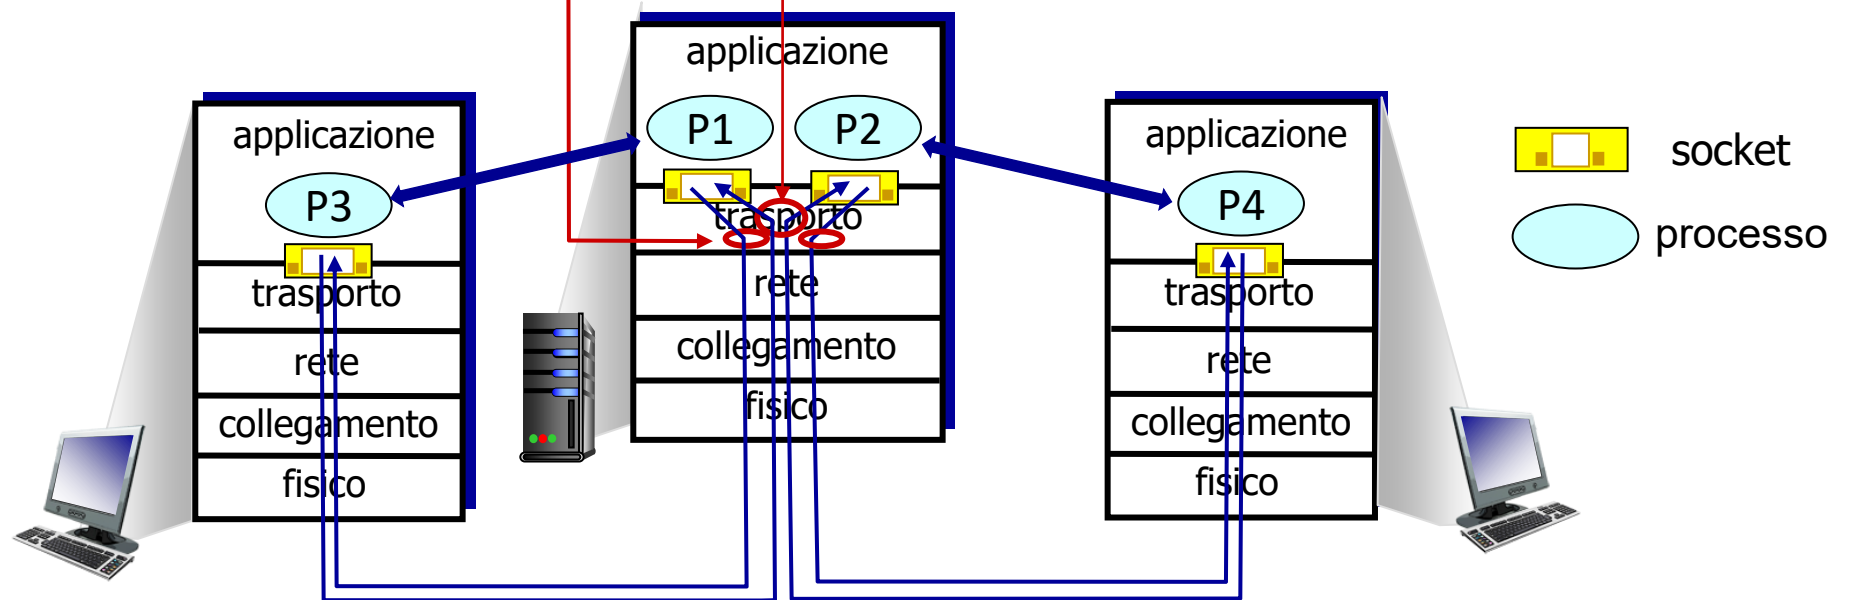 applicazione
P1
P2
trasporto
rete
collegamento
fisico
applicazione
P3
trasporto
rete
collegamento
fisico
applicazione
P4
trasporto
rete
collegamento
fisico
socket
processo